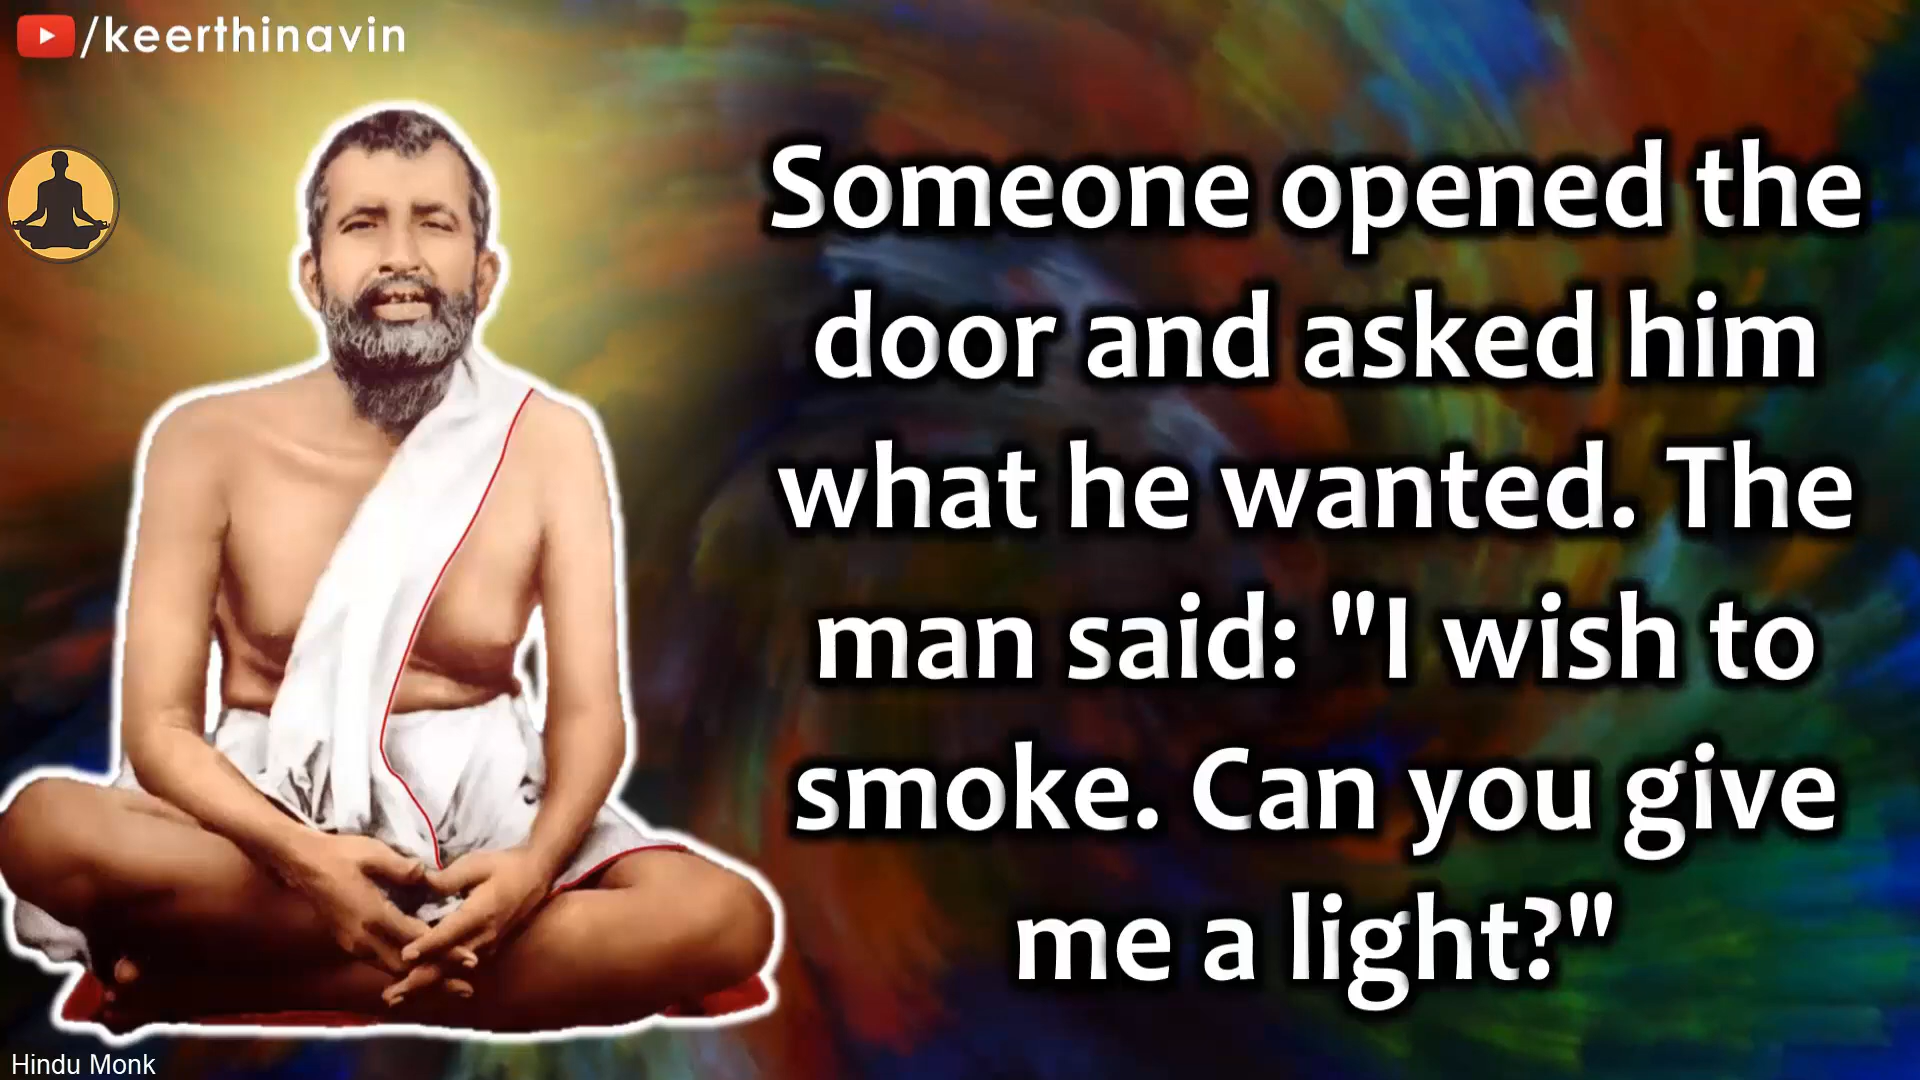 /keerthinavin
Someone opened the
door and asked him
what he wanted. The
man said: "I wish to
smoke. Can you give
me a light?"
Hindu Monk